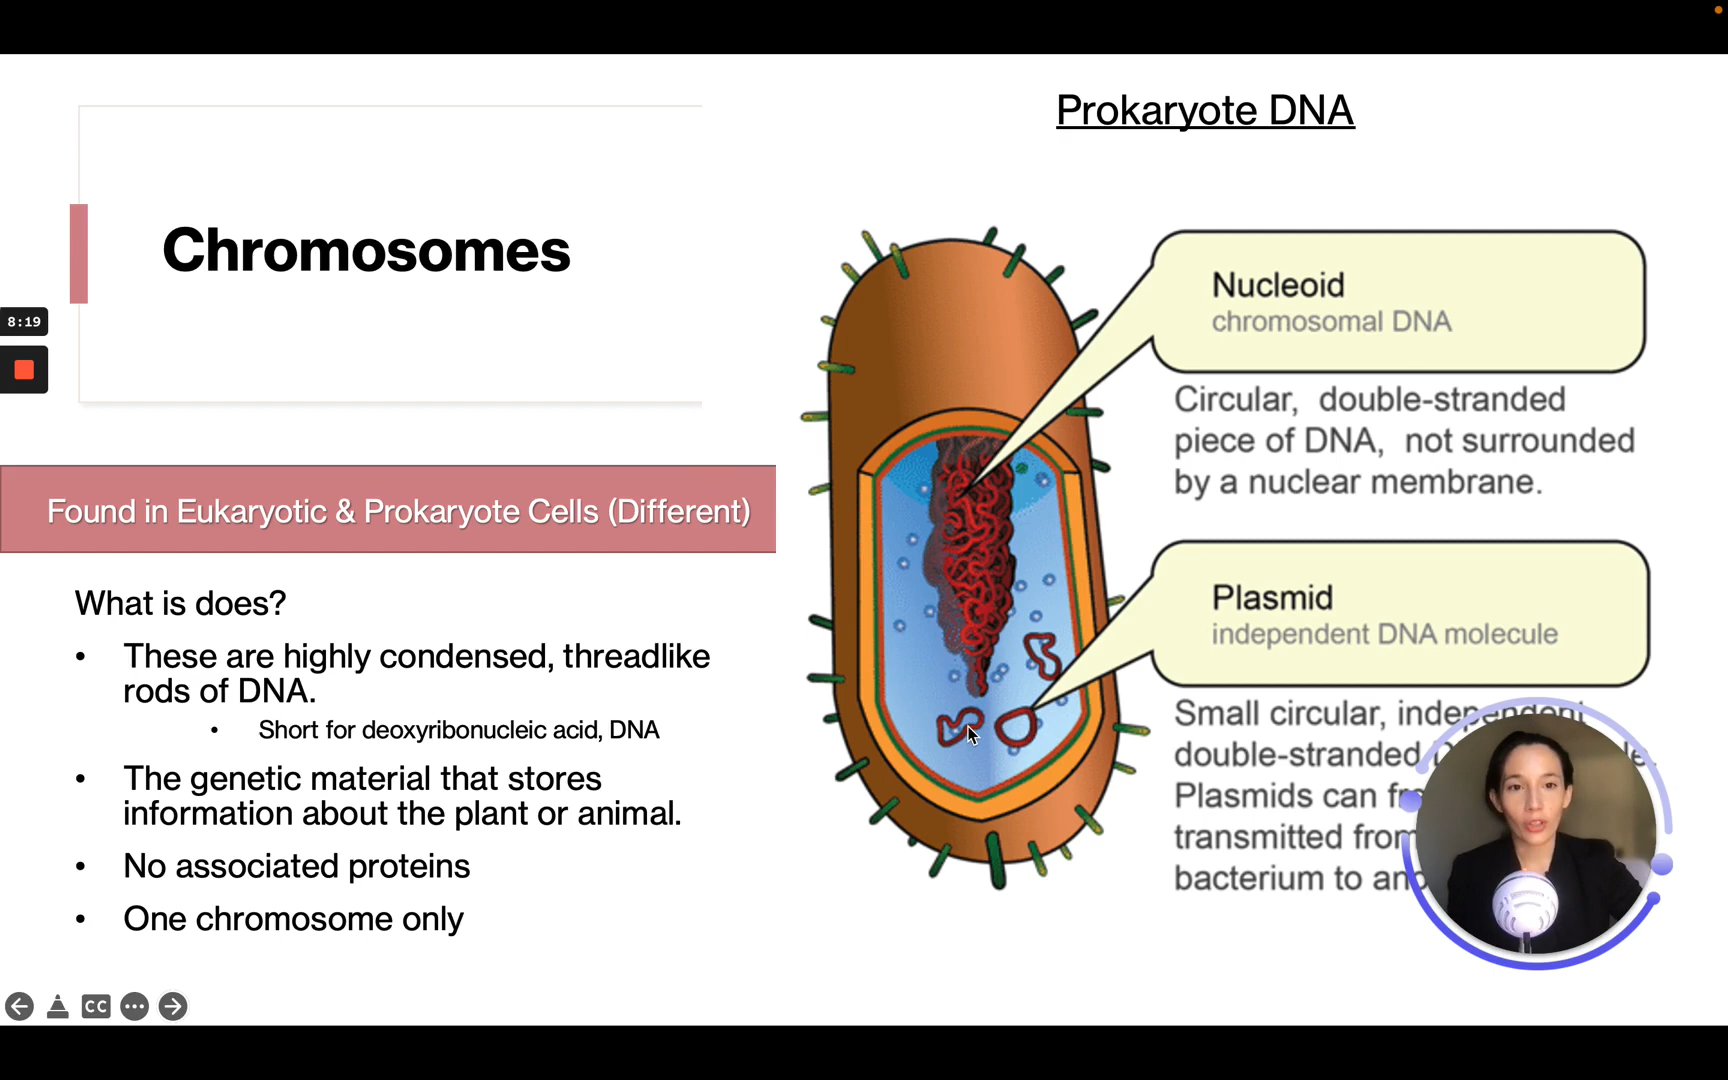 Prokaryote DNA
Chromosomes
8:19
Found in Eukaryotic & Prokaryote Cells (Different)
What is does?
• These are highly condensed, threadlike
rods of DNA.
• Short for deoxyribonucleic acid, DNA
• The genetic material that stores
information about the plant or animal.
• No associated proteins
• One chromosome only
Nucleoid
chromosomal DNA
Circular, double-stranded
piece of DNA, not surrounded
by a nuclear membrane.
Plasmid
independent DNA molecule
Small circular, independent
double-stranded
Plasmids can
transmitted from
bacterium to
CC